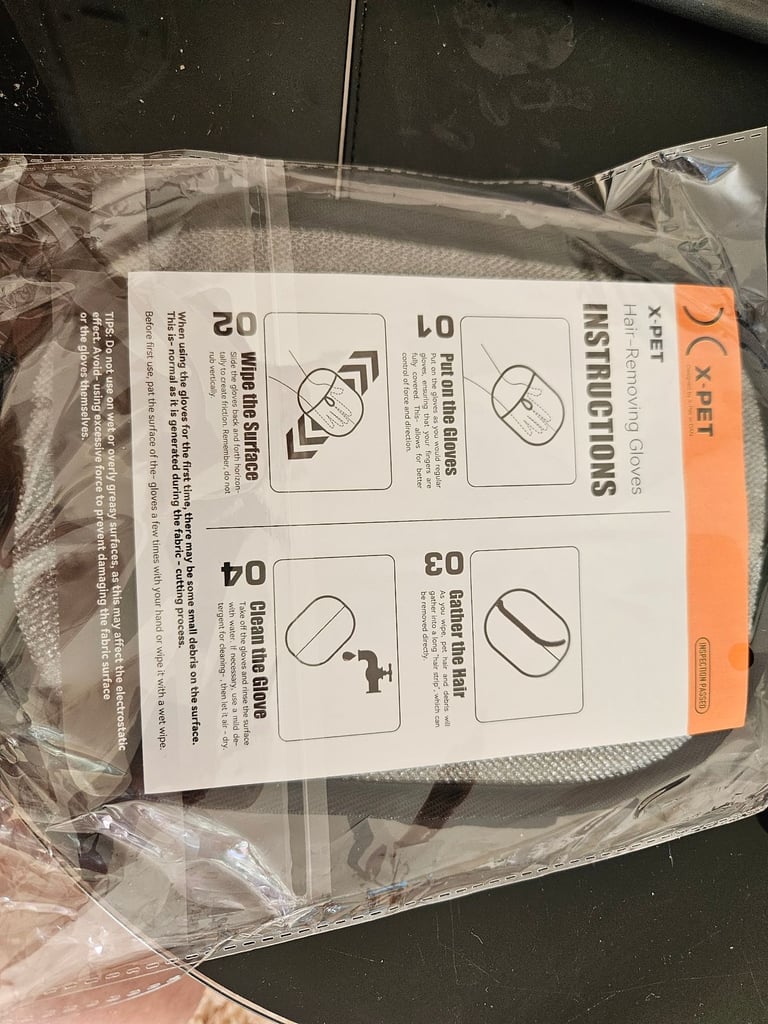 X-PET
INSPECTION PASSED
X-PET
Hair-Removing Gloves
INSTRUCTIONS
01
Put on the Gloves
Put on the gloves as you would regular
gloves, ensuring that your fingers are
fully covered. This- allows for better
control of force and direction.
02
Wipe the Surface
Slide the gloves back and forth horizon-
tally to create friction. Remember, do not
rub vertically.
03
Gather the Hair
As you wipe, pet hair and debris will
gather into a long "hair strip", which can
be removed directly.
04
Clean the Glove
Take off the gloves and rinse the surface
with water. If necessary, use a mild de-
tergent for cleaning- , then let it air - dry.
When using the gloves for the first time, there may be some small debris on the surface.
This is- normal as it is generated during the fabric - cutting process.
Before first use, pat the surface of the- gloves a few times with your hand or wipe it with a wet wipe.
TIPS: Do not use on wet or overly greasy surfaces, as this may affect the electrostatic
effect. Avoid- using excessive force to prevent damaging the fabric surface
or the gloves themselves.